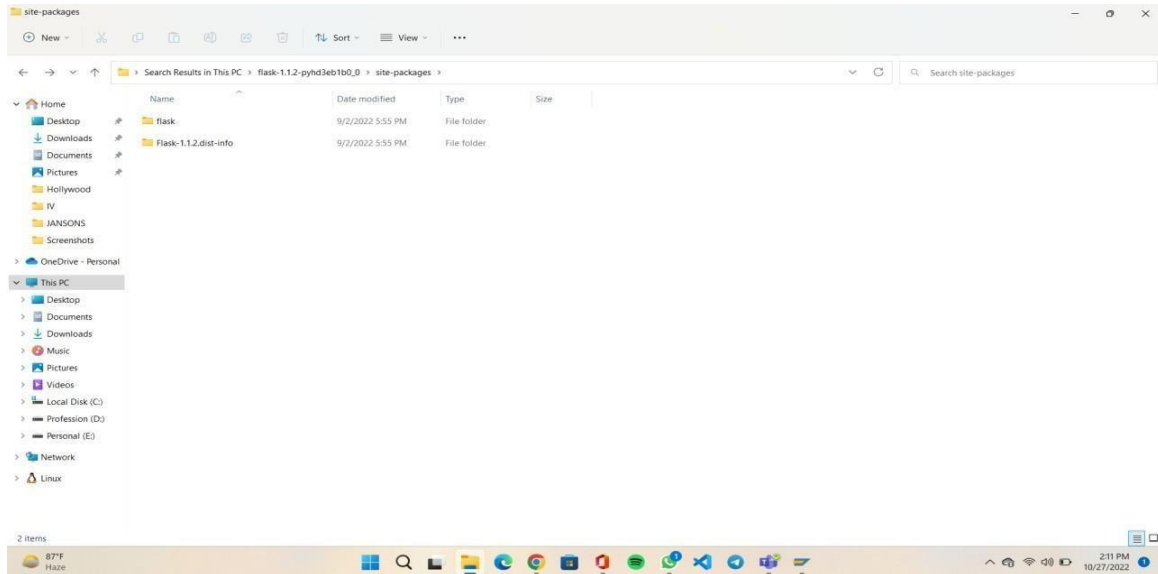 site-packages
New Sort View
Search Results in This PC flask-1.1.2-pyhd3eb1b0_0 site-packages Search site-packages
Name Date modified Type Size
flask 9/2/2022 5:55 PM File folder
Flask-1.1.2.dist-info 9/2/2022 5:55 PM File folder
Home
Desktop
Downloads
Documents
Pictures
Hollywood
IV
JANSONS
Screenshots
OneDrive - Personal
This PC
Desktop
Documents
Downloads
Music
Pictures
Videos
Local Disk (C:)
Profession (D:)
Personal (E:)
Network
Linux
2 items
87°F
Haze
1
2:11 PM
10/27/2022
1